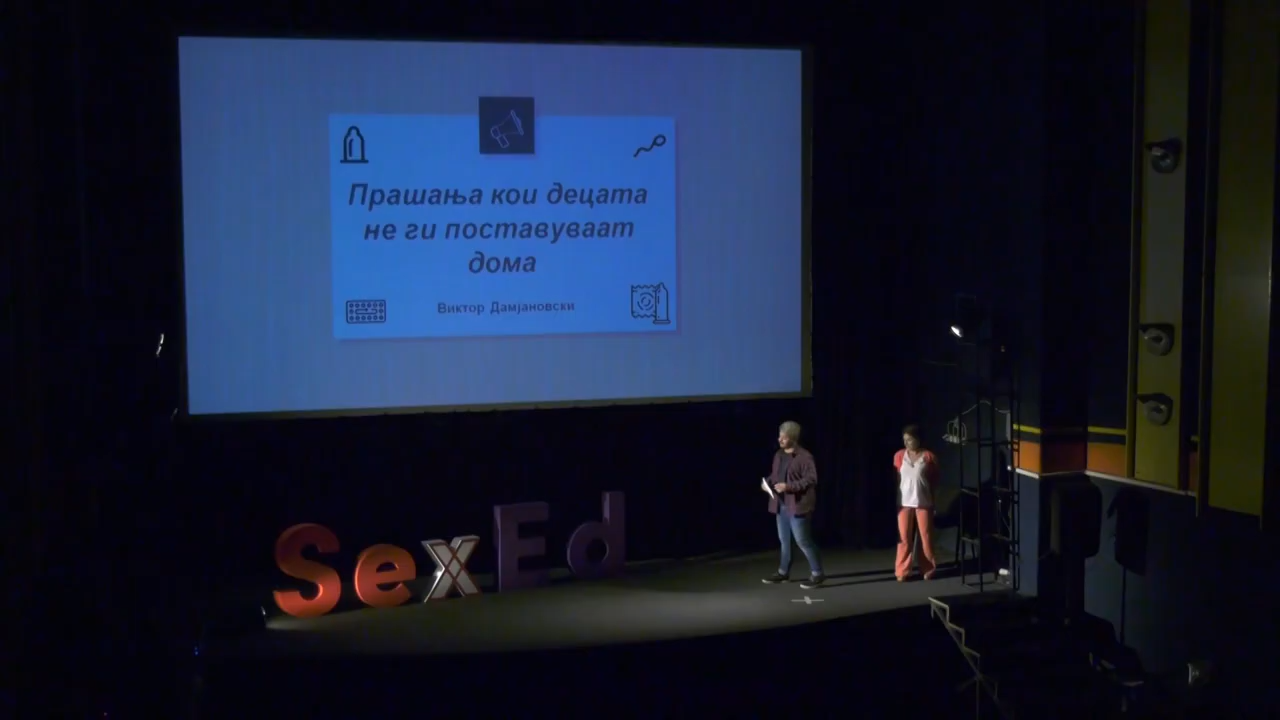 Прашања кои децата
не ги поставуваат
дома
Виктор Дамјановски
SexEd